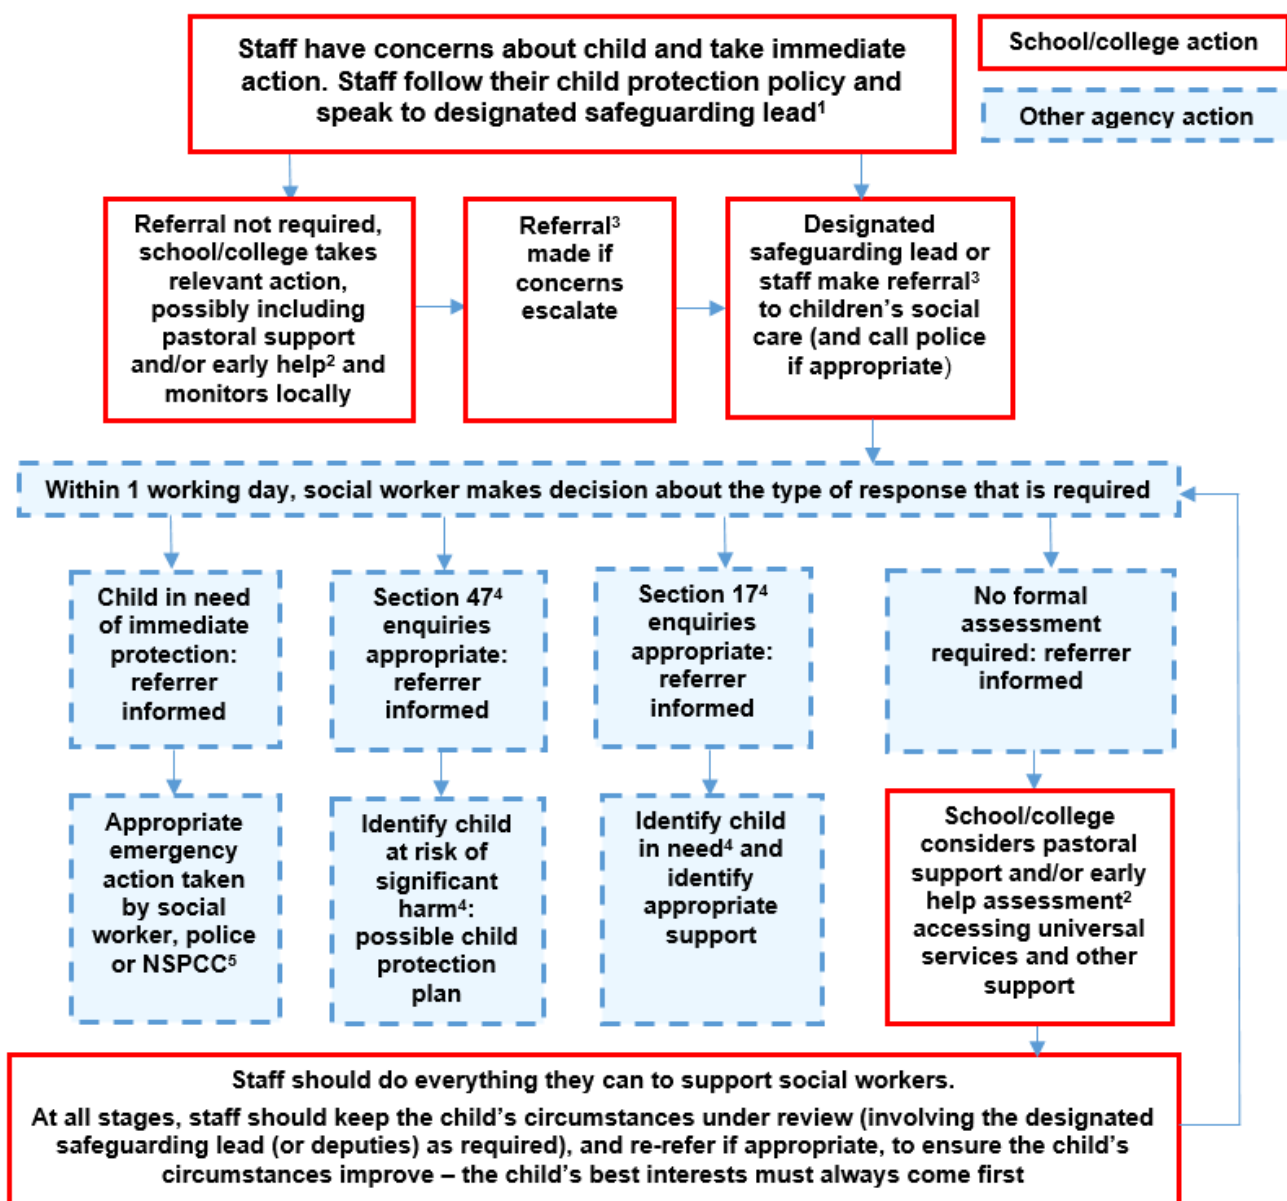 Staff have concerns about child and take immediate
action. Staff follow their child protection policy and
speak to designated safeguarding lead¹
School/college action
Other agency action
Referral not required,
school/college takes
relevant action,
possibly including
pastoral support
and/or early help² and
monitors locally
Referral³
made if
concerns
escalate
Designated
safeguarding lead or
staff make referral³
to children’s social
care (and call police
if appropriate)
Within 1 working day, social worker makes decision about the type of response that is required
Child in need
of immediate
protection:
referrer
informed
Section 47⁴
enquiries
appropriate:
referrer
informed
Section 17⁴
enquiries
appropriate:
referrer
informed
No formal
assessment
required: referrer
informed
Appropriate
emergency
action taken
by social
worker, police
or NSPCC⁵
Identify child
at risk of
significant
harm⁴:
possible child
protection
plan
Identify child
in need⁴ and
identify
appropriate
support
School/college
considers pastoral
support and/or early
help assessment²
accessing universal
services and other
support
Staff should do everything they can to support social workers.
At all stages, staff should keep the child’s circumstances under review (involving the designated
safeguarding lead (or deputies) as required), and re-refer if appropriate, to ensure the child’s
circumstances improve – the child’s best interests must always come first